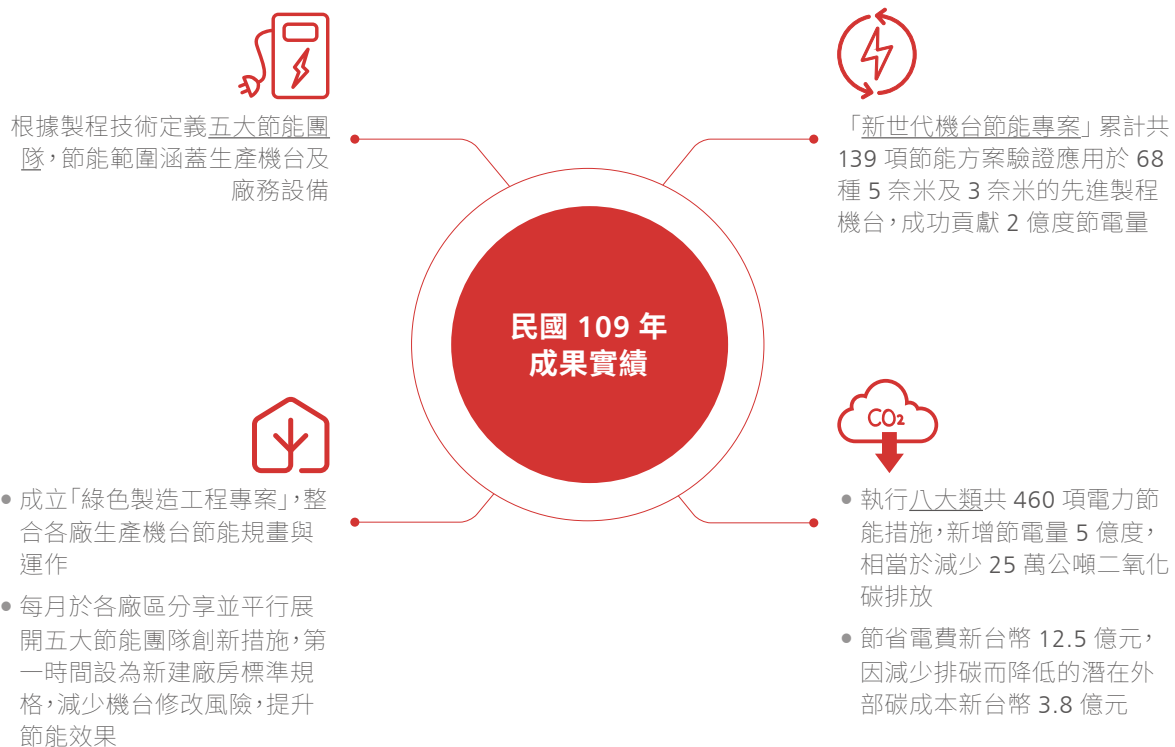 根據製程技術定義五大節能團
隊，節能範圍涵蓋生產機台及
廠務設備
「新世代機台節能專案」累計共
139 項節能方案驗證應用於 68
種 5 奈米及 3 奈米的先進製程
機台，成功貢獻 2 億度節電量
民國 109 年
成果實績
• 成立「綠色製造工程專案」，整
合各廠生產機台節能規畫與
運作
• 每月於各廠區分享並平行展
開五大節能團隊創新措施，第
一時間設為新建廠房標準規
格，減少機台修改風險，提升
節能效果
CO₂
• 執行八大類共 460 項電力節
能措施，新增節電量 5 億度，
相當於減少 25 萬公噸二氧化
碳排放
• 節省電費新台幣 12.5 億元，
因減少排碳而降低的潛在外
部碳成本新台幣 3.8 億元